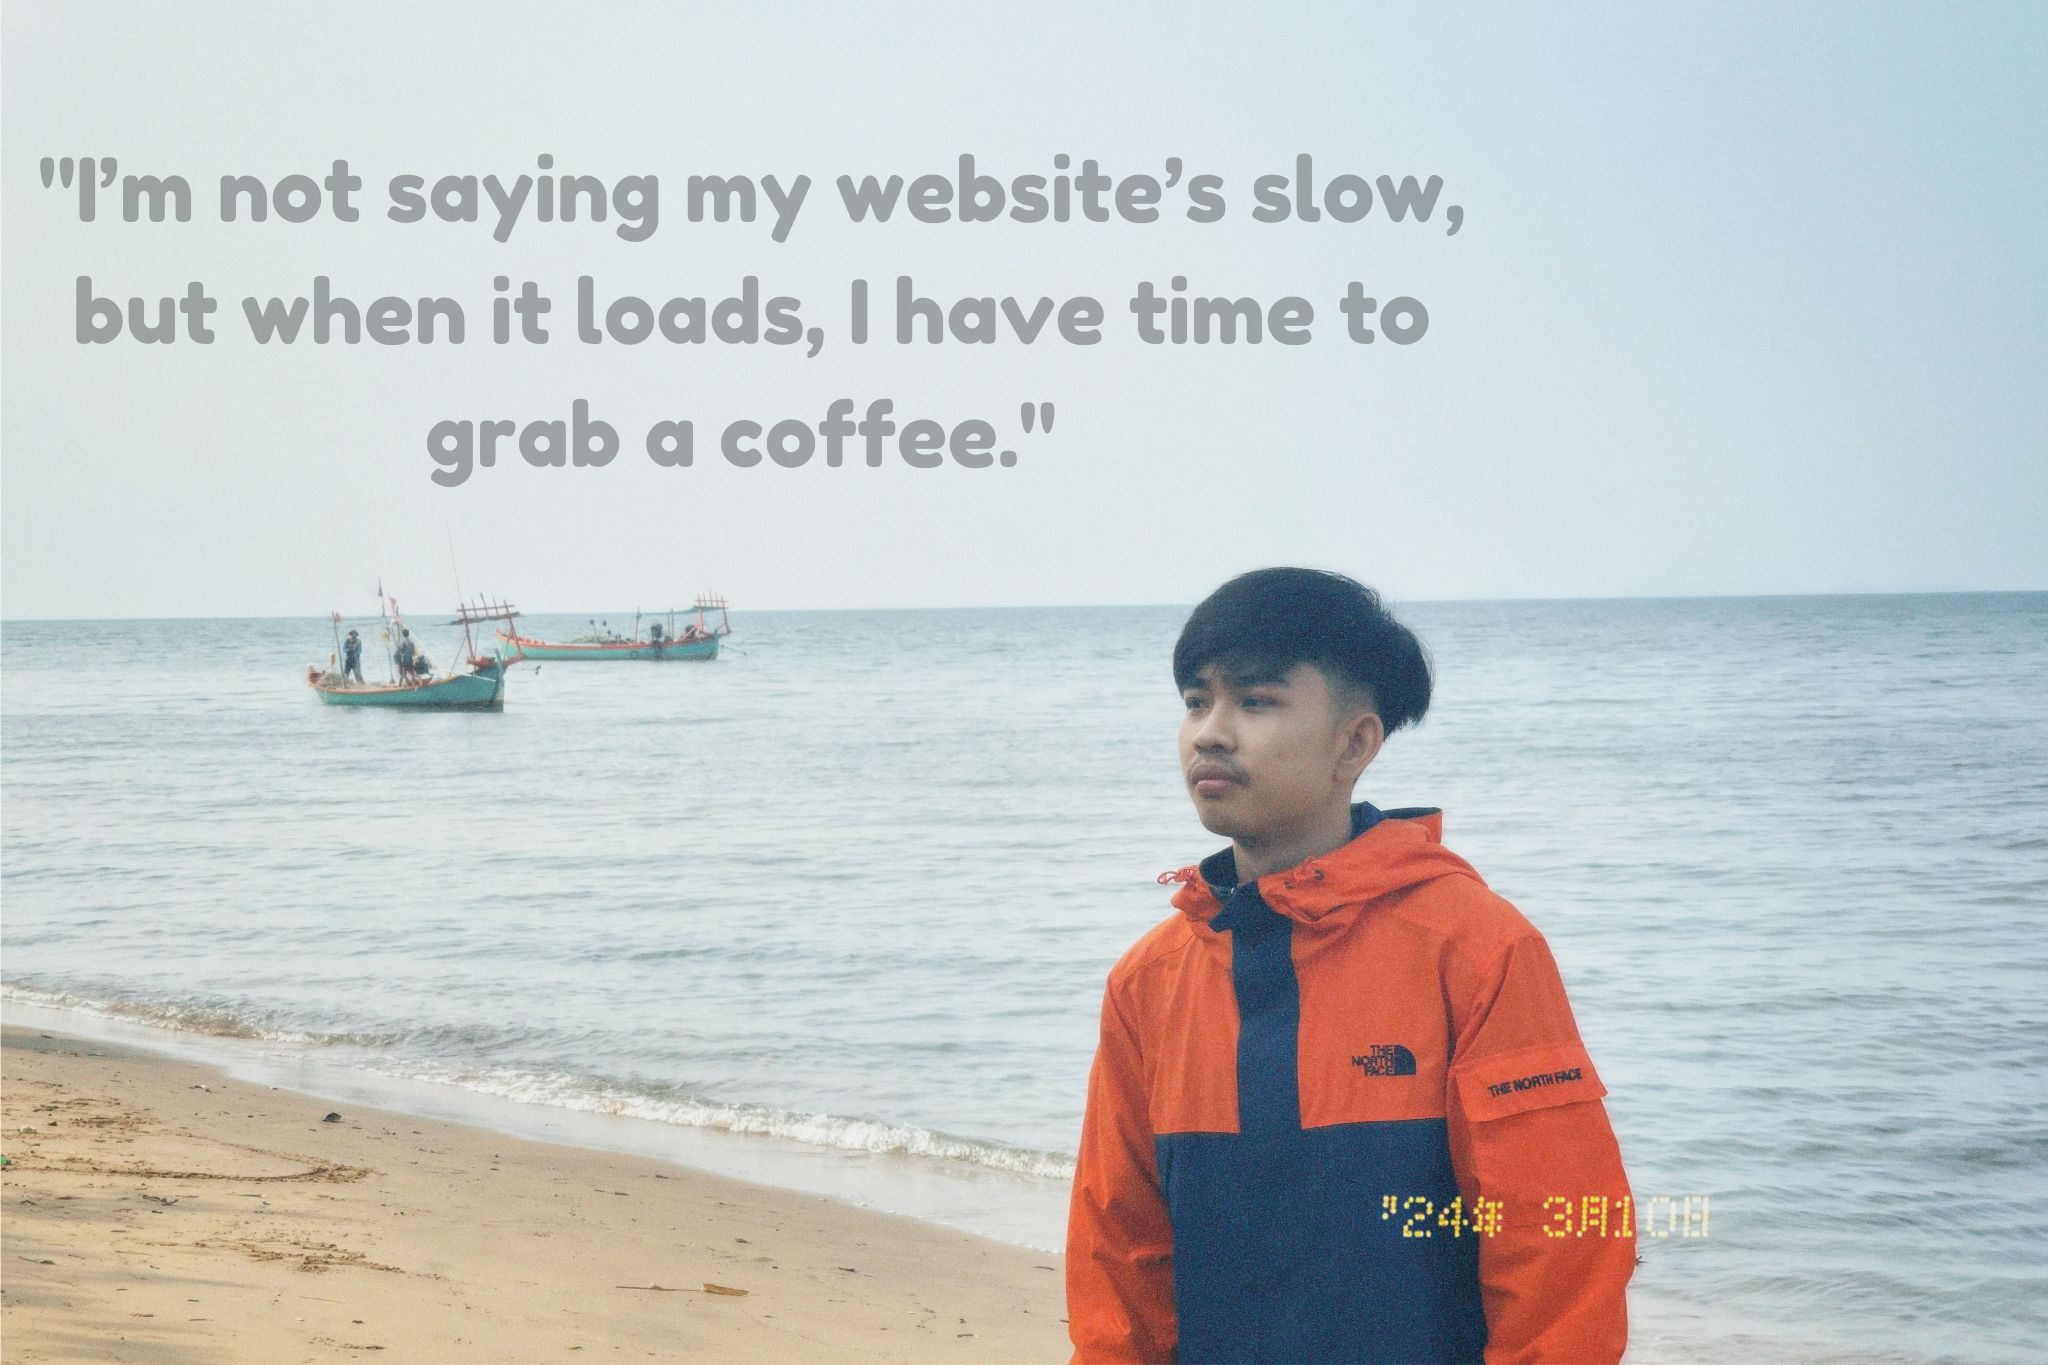 "I’m not saying my website’s slow,
but when it loads, I have time to
grab a coffee."
THE
NORTH
FACE
THE NORTH FACE
'24年 3月10日